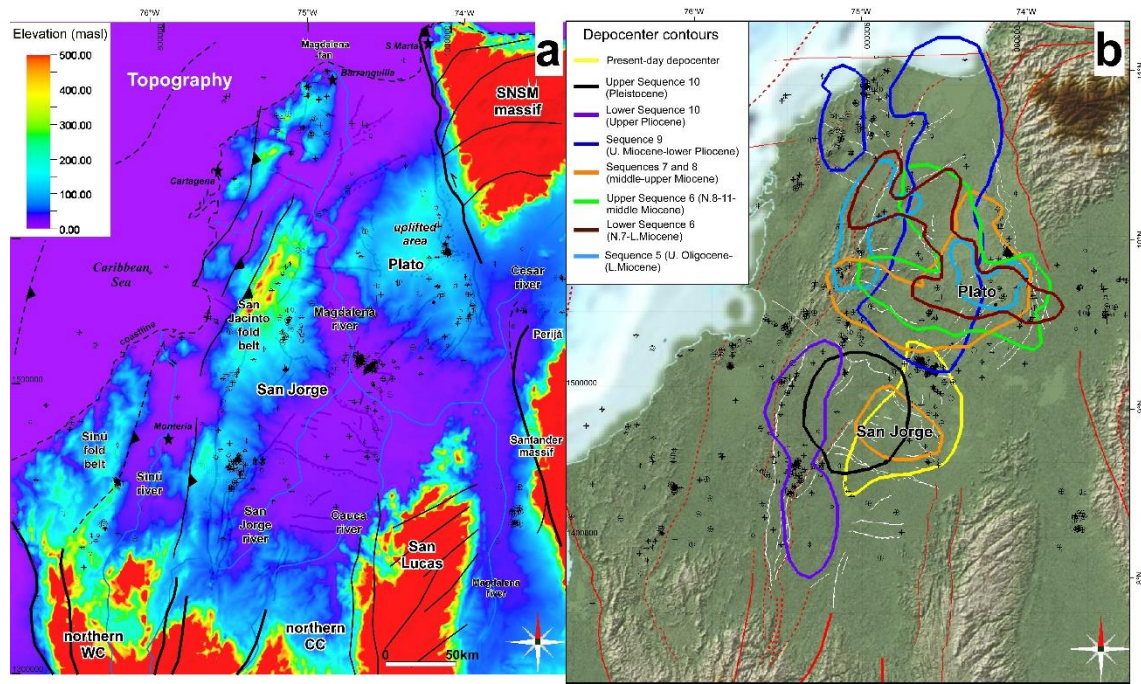 76°W
75°W
74°W
Elevation (masl)
500.00
400.00
300.00
200.00
100.00
0.00
Topography
a
Magdalena
fan
S.Marta
Barranquilla
SNSM
massif
Cartagena
uplifted
area
Plato
Caribbean
Sea
San
Jacinto
fold
belt
Magdalena
river
Cesar
river
Perijá
coastline
1500000
San Jorge
Montería
Santander
massif
Sinú
fold
belt
Sinú
river
San
Jorge
river
Cauca
river
San
Lucas
Magdalena
river
northern
WC
northern
CC
50km
1200000
75°W
74°W
b
Depocenter contours
Present-day depocenter
Upper Sequence 10
(Pleistocene)
Lower Sequence 10
(Upper Pliocene)
Sequence 9
(U. Miocene-lower Pliocene)
Sequences 7 and 8
(middle-upper Miocene)
Upper Sequence 6 (N.8-11-
middle Miocene)
Lower Sequence 6
(N.7-L.Miocene)
Sequence 5 (U. Oligocene-
(L.Miocene)
Plato
1500000
San Jorge
1400000